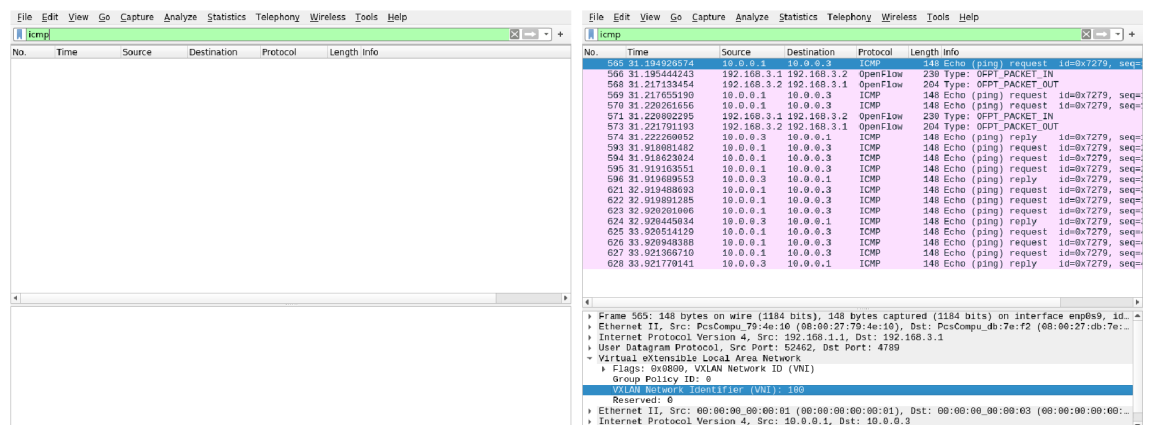 File Edit View Go Capture Analyze Statistics Telephony Wireless Tools Help
icmp
No. Time Source Destination Protocol Length Info
File Edit View Go Capture Analyze Statistics Telephony Wireless Tools Help
icmp
No. Time Source Destination Protocol Length Info
565 31.194926574 10.0.0.1 10.0.0.3 ICMP 148 Echo (ping) request id=0x7279, seq=
566 31.195444243 192.168.3.1 192.168.3.2 OpenFlow 230 Type: OFPT_PACKET_IN
568 31.217133454 192.168.3.2 192.168.3.1 OpenFlow 204 Type: OFPT_PACKET_OUT
569 31.217655190 10.0.0.1 10.0.0.3 ICMP 148 Echo (ping) request id=0x7279, seq=
570 31.220261656 10.0.0.1 10.0.0.3 ICMP 148 Echo (ping) request id=0x7279, seq=
571 31.220802295 192.168.3.1 192.168.3.2 OpenFlow 230 Type: OFPT_PACKET_IN
573 31.221791193 192.168.3.2 192.168.3.1 OpenFlow 204 Type: OFPT_PACKET_OUT
574 31.222260052 10.0.0.3 10.0.0.1 ICMP 148 Echo (ping) reply id=0x7279, seq=
593 31.918081482 10.0.0.1 10.0.0.3 ICMP 148 Echo (ping) request id=0x7279, seq=
594 31.918623024 10.0.0.1 10.0.0.3 ICMP 148 Echo (ping) request id=0x7279, seq=
595 31.919163551 10.0.0.1 10.0.0.3 ICMP 148 Echo (ping) request id=0x7279, seq=
596 31.919689553 10.0.0.3 10.0.0.1 ICMP 148 Echo (ping) reply id=0x7279, seq=
621 32.919488693 10.0.0.1 10.0.0.3 ICMP 148 Echo (ping) request id=0x7279, seq=
622 32.919891285 10.0.0.1 10.0.0.3 ICMP 148 Echo (ping) request id=0x7279, seq=
623 32.920201006 10.0.0.1 10.0.0.3 ICMP 148 Echo (ping) request id=0x7279, seq=
624 32.920445034 10.0.0.3 10.0.0.1 ICMP 148 Echo (ping) reply id=0x7279, seq=
625 33.920514129 10.0.0.1 10.0.0.3 ICMP 148 Echo (ping) request id=0x7279, seq=
626 33.920948388 10.0.0.1 10.0.0.3 ICMP 148 Echo (ping) request id=0x7279, seq=
627 33.921366710 10.0.0.1 10.0.0.3 ICMP 148 Echo (ping) request id=0x7279, seq=
628 33.921770141 10.0.0.3 10.0.0.1 ICMP 148 Echo (ping) reply id=0x7279, seq=
Frame 565: 148 bytes on wire (1184 bits), 148 bytes captured (1184 bits) on interface enp0s9, id…
Ethernet II, Src: PcsCompu_79:4e:10 (08:00:27:79:4e:10), Dst: PcsCompu_db:7e:f2 (08:00:27:db:7e:…
Internet Protocol Version 4, Src: 192.168.1.1, Dst: 192.168.3.1
User Datagram Protocol, Src Port: 52462, Dst Port: 4789
Virtual eXtensible Local Area Network
Flags: 0x0800, VXLAN Network ID (VNI)
Group Policy ID: 0
VXLAN Network Identifier (VNI): 100
Reserved: 0
Ethernet II, Src: 00:00:00_00:00:01 (00:00:00:00:00:01), Dst: 00:00:00_00:00:03 (00:00:00:00:00:…
Internet Protocol Version 4, Src: 10.0.0.1, Dst: 10.0.0.3